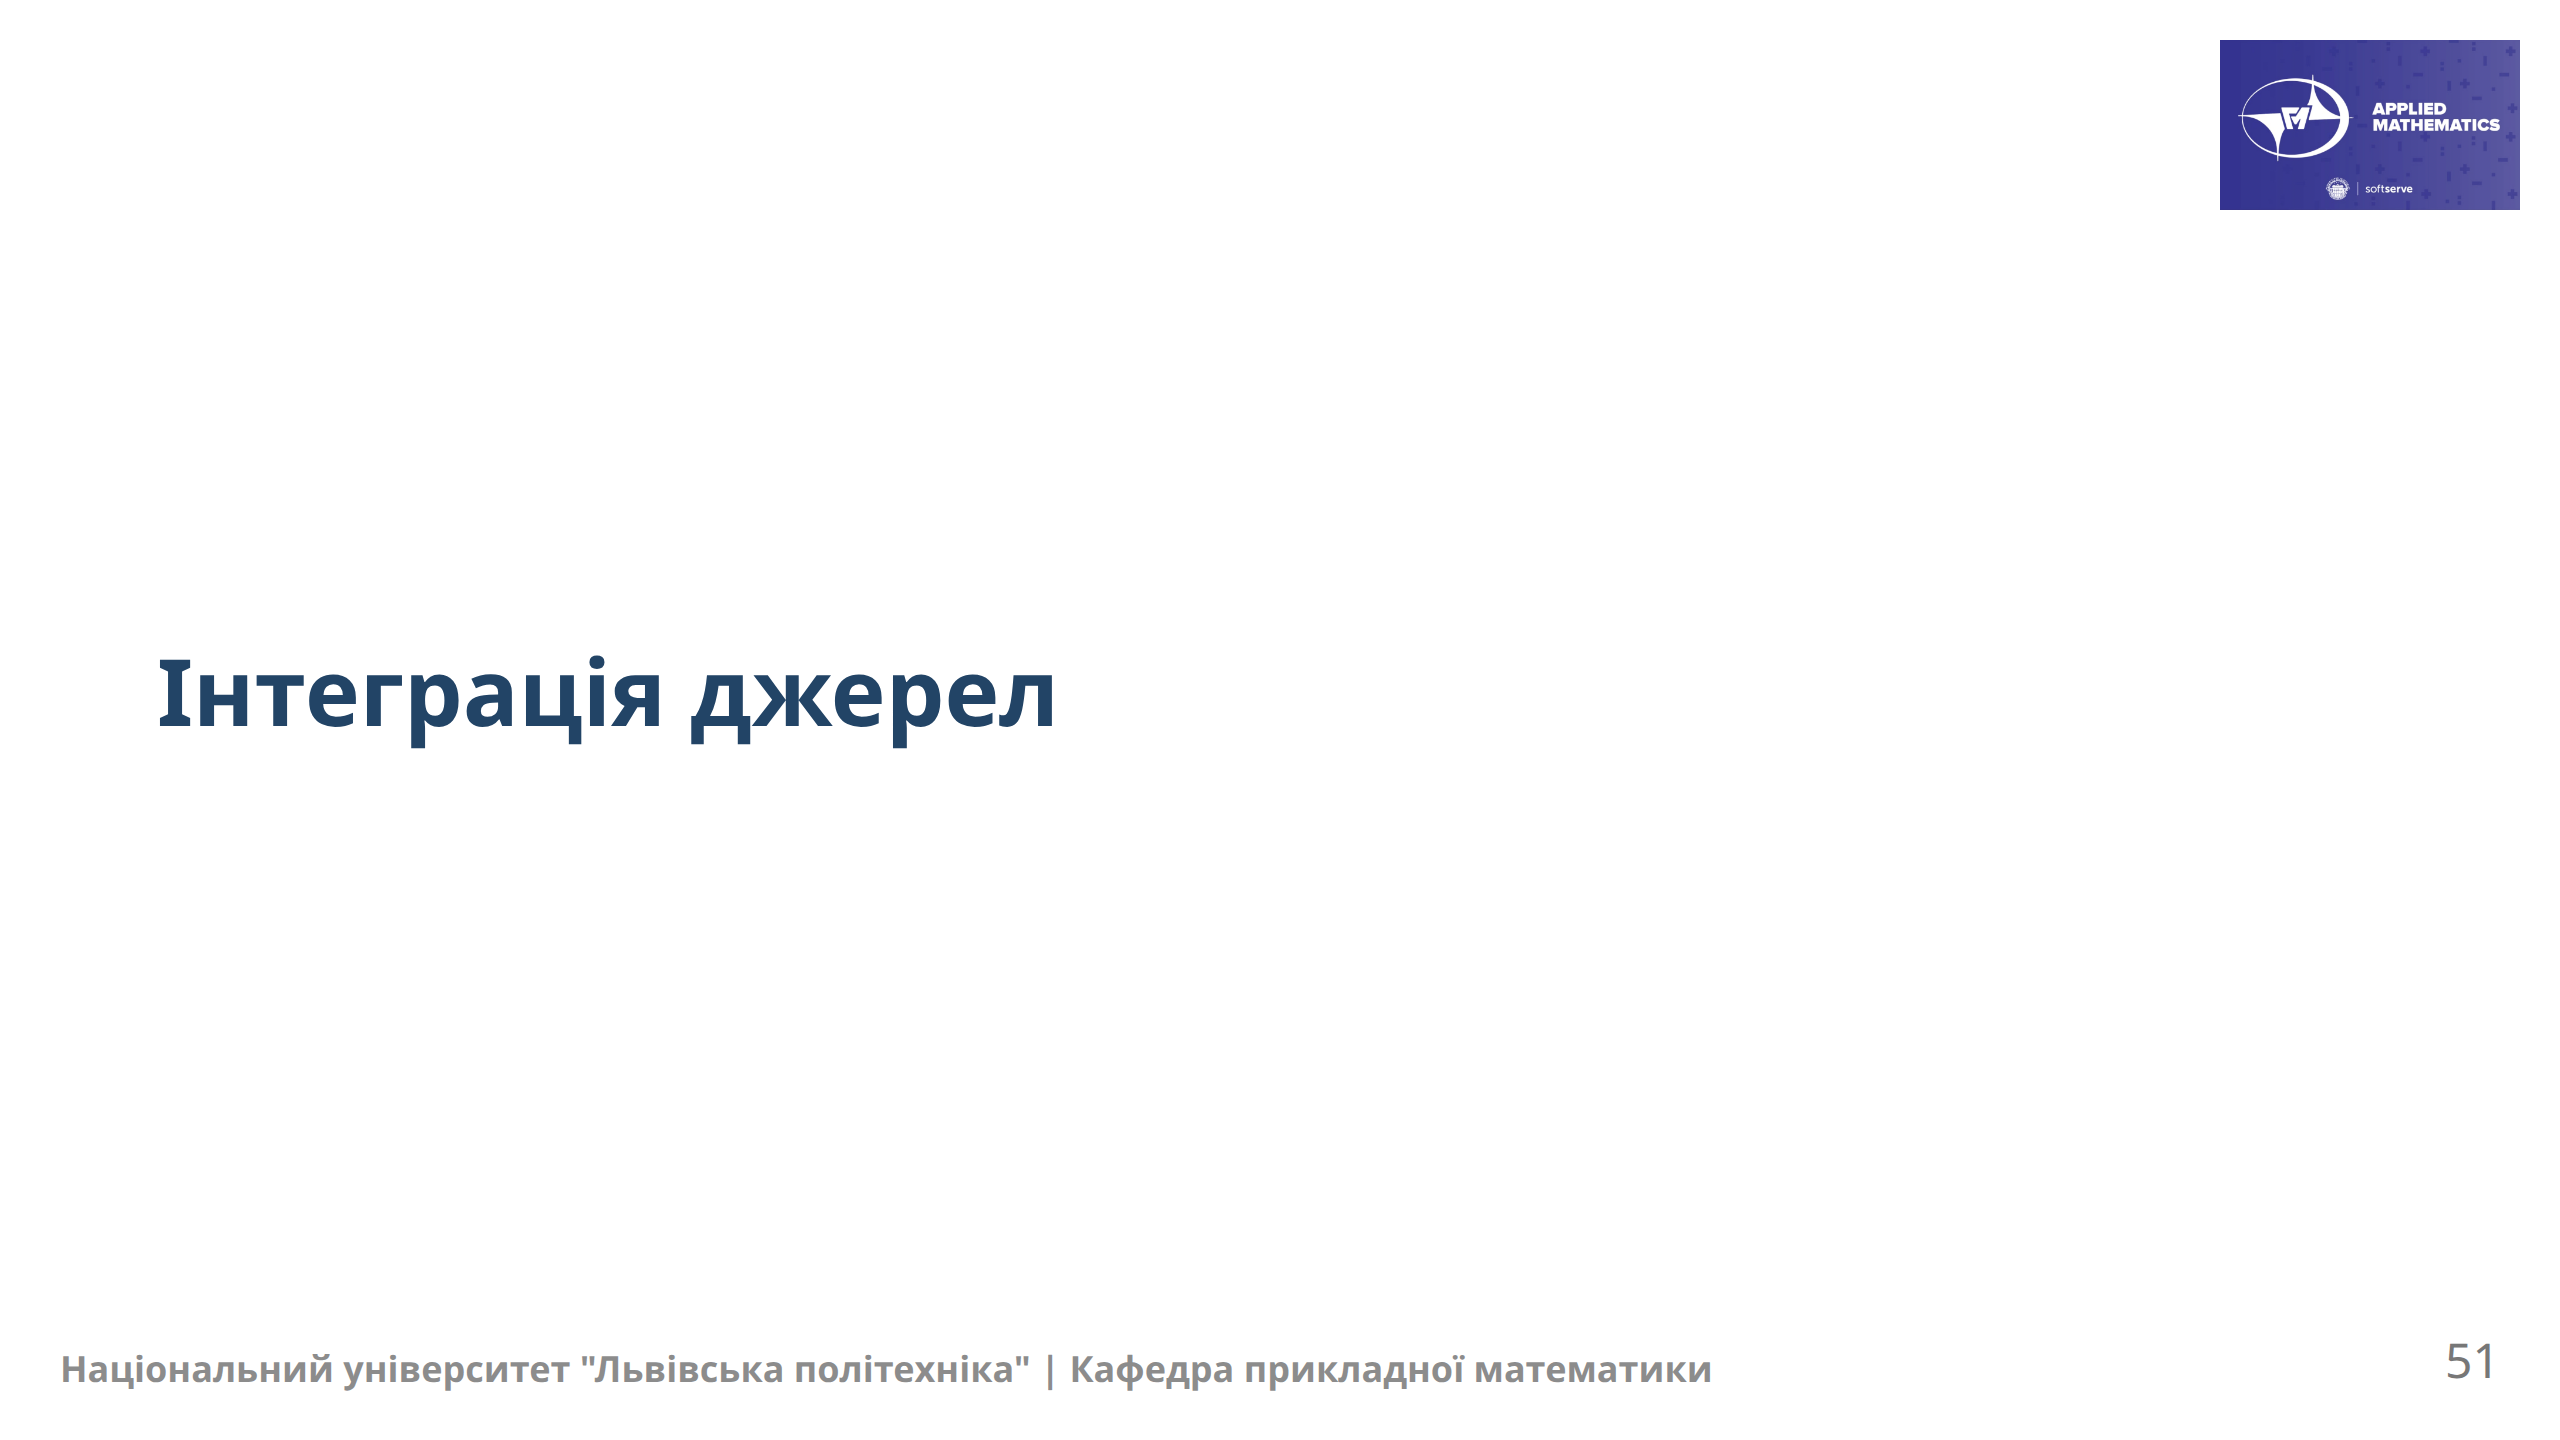 APPLIED
MATHEMATICS
softserve
Інтеграція джерел
Національний університет "Львівська політехніка" | Кафедра прикладної математики
51